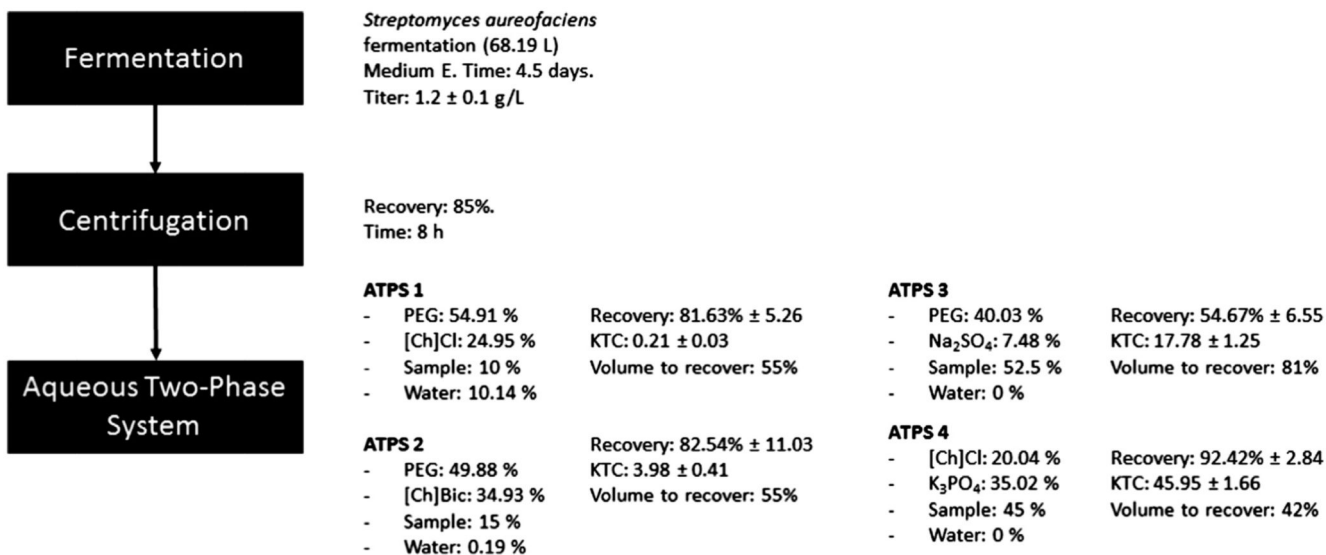 Fermentation
Streptomyces aureofaciens
fermentation (68.19 L)
Medium E. Time: 4.5 days.
Titer: 1.2 ± 0.1 g/L
Centrifugation
Recovery: 85%.
Time: 8 h
Aqueous Two-Phase
System
ATPS 1
- PEG: 54.91 % Recovery: 81.63% ± 5.26
- [Ch]Cl: 24.95 % KTC: 0.21 ± 0.03
- Sample: 10 % Volume to recover: 55%
- Water: 10.14 %
ATPS 2 Recovery: 82.54% ± 11.03
- PEG: 49.88 % KTC: 3.98 ± 0.41
- [Ch]Bic: 34.93 % Volume to recover: 55%
- Sample: 15 %
- Water: 0.19 %
ATPS 3
- PEG: 40.03 % Recovery: 54.67% ± 6.55
- Na₂SO₄: 7.48 % KTC: 17.78 ± 1.25
- Sample: 52.5 % Volume to recover: 81%
- Water: 0 %
ATPS 4
- [Ch]Cl: 20.04 % Recovery: 92.42% ± 2.84
- K₃PO₄: 35.02 % KTC: 45.95 ± 1.66
- Sample: 45 % Volume to recover: 42%
- Water: 0 %